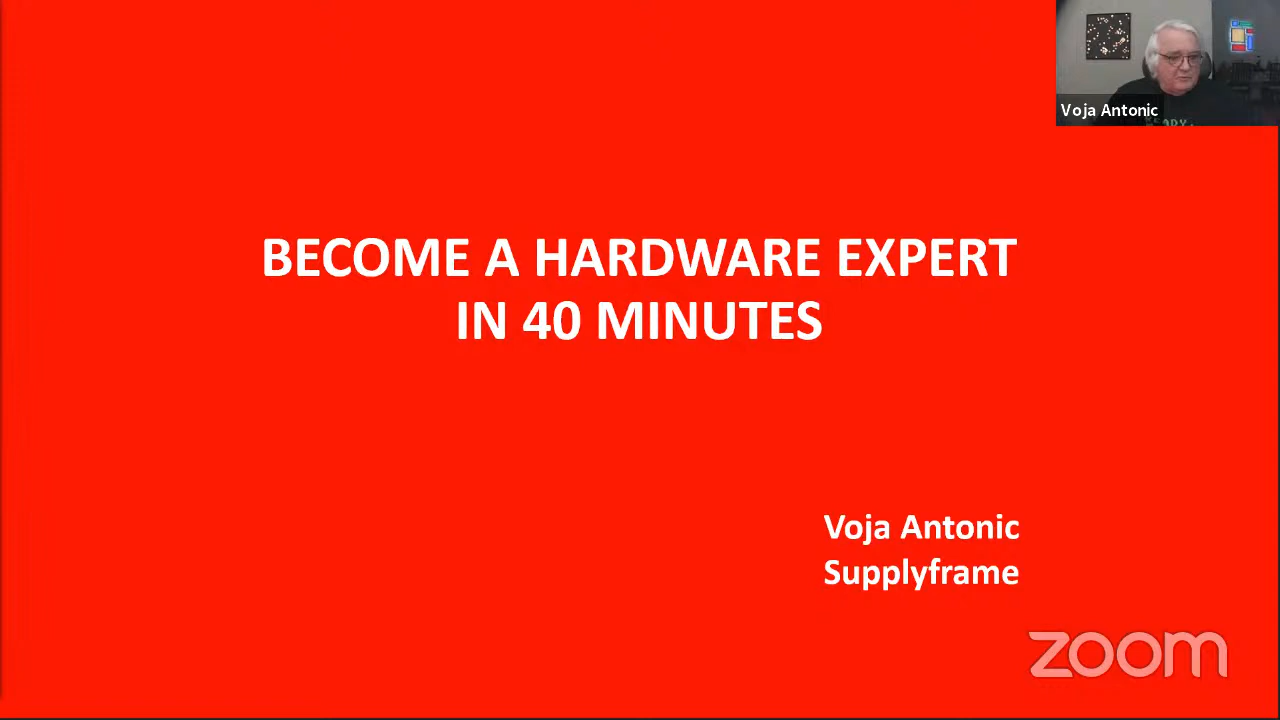 Voja Antonic
BECOME A HARDWARE EXPERT
IN 40 MINUTES
Voja Antonic
Supplyframe
zoom